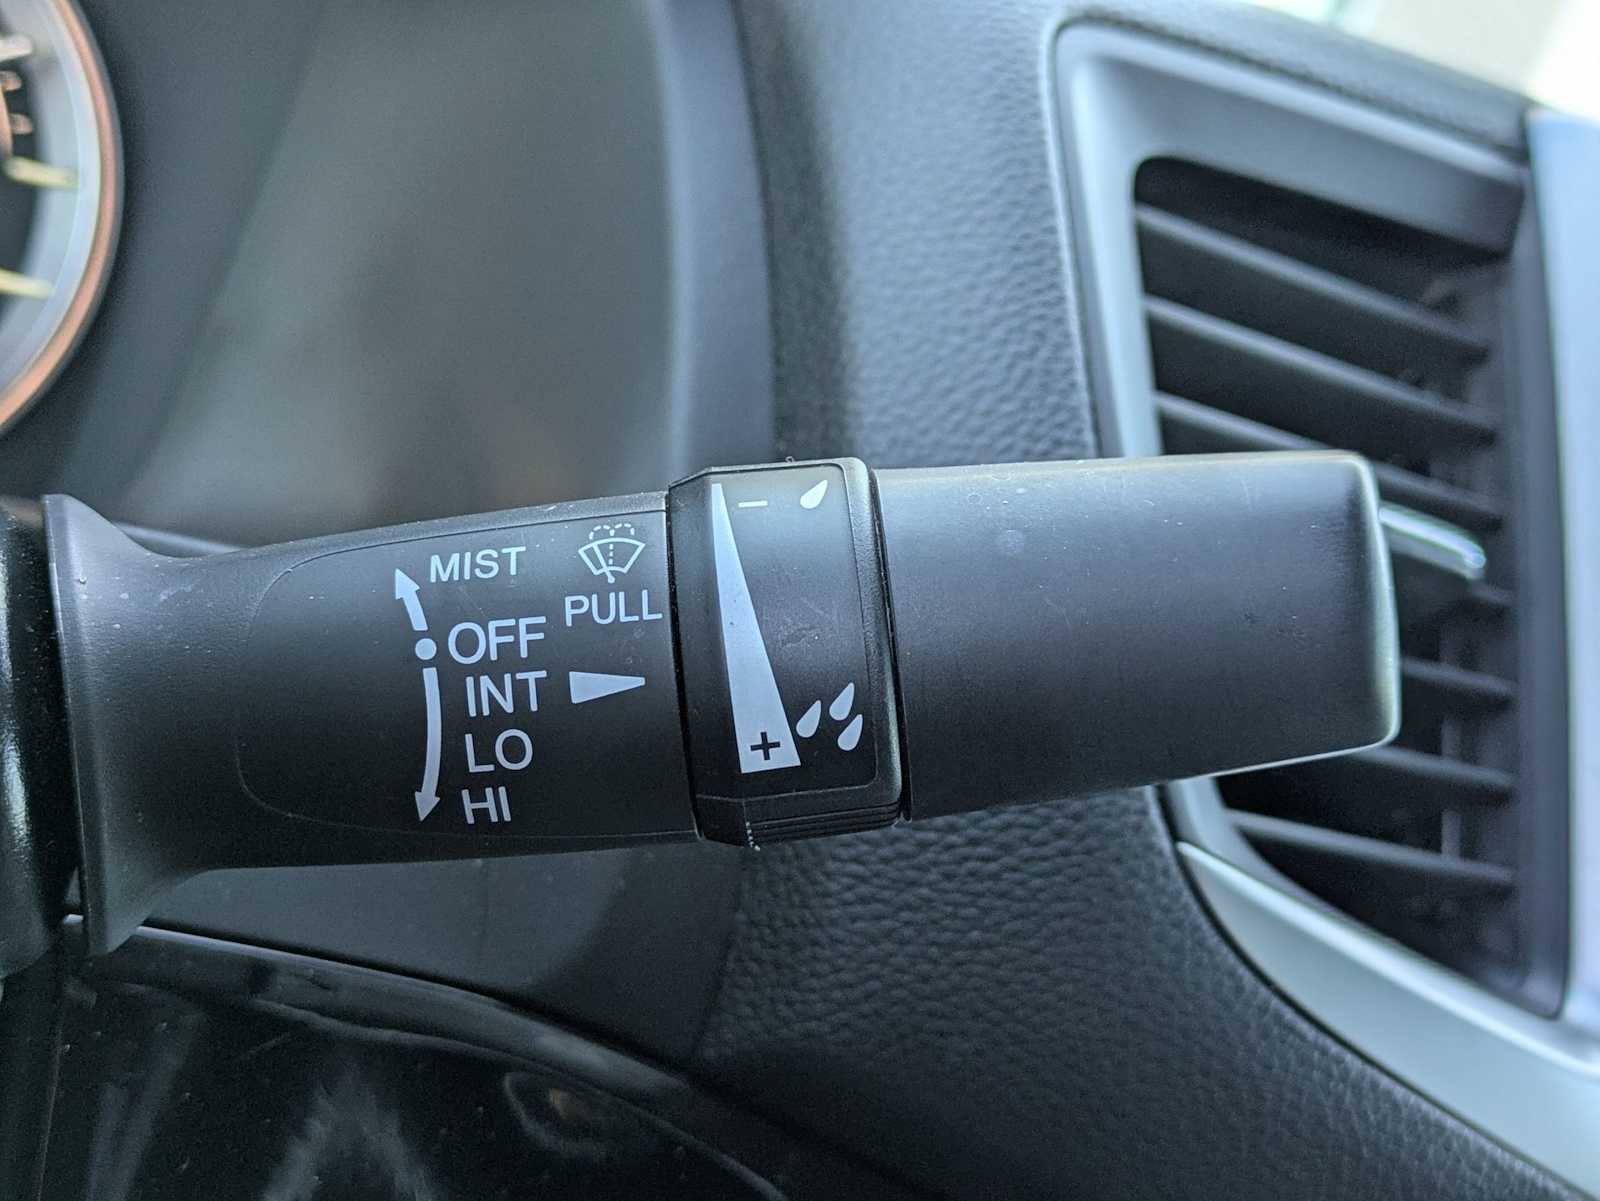 MIST
PULL
OFF
INT
LO
HI
−
+